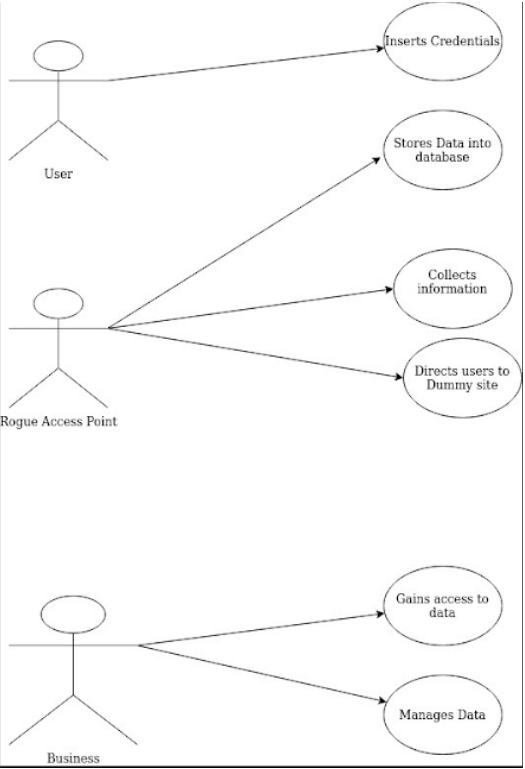 Inserts Credentials
User
Stores Data into
database
Collects
information
Directs users to
Dummy site
Rogue Access Point
Gains access to
data
Manages Data
Business